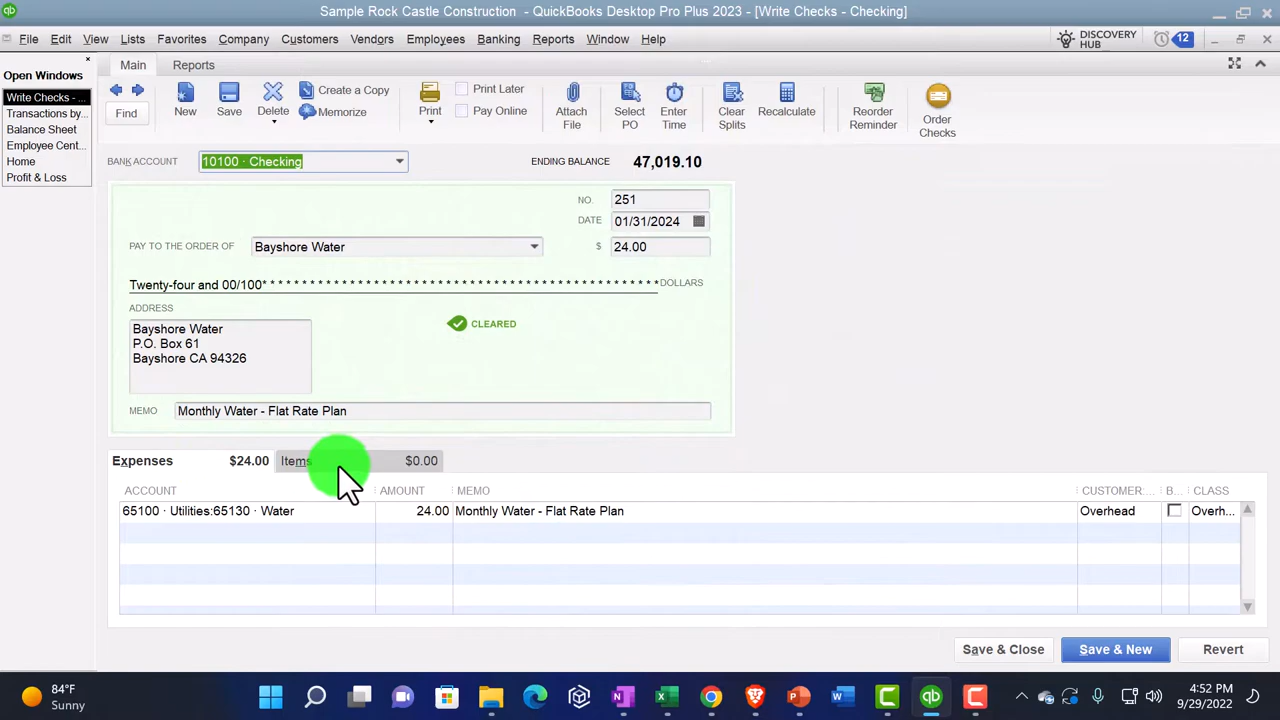 Sample Rock Castle Construction - QuickBooks Desktop Pro Plus 2023 - [Write Checks - Checking]
File Edit View Lists Favorites Company Customers Vendors Employees Banking Reports Window Help
DISCOVERY HUB 12
Open Windows
Write Checks - ...
Transactions by...
Balance Sheet
Employee Cent...
Home
Profit & Loss
Main Reports
Find
New
Save
Delete
Create a Copy
Memorize
Print
Print Later
Pay Online
Attach File
Select PO
Enter Time
Clear Splits
Recalculate
Reorder Reminder
Order Checks
BANK ACCOUNT 10100 · Checking ENDING BALANCE 47,019.10
NO. 251
DATE 01/31/2024
PAY TO THE ORDER OF Bayshore Water $ 24.00
Twenty-four and 00/100* * * * * * * * * * * * * * * * * * * * * * * * * * * * * * * * * * * * * * * * * * * * * * * * * * * * DOLLARS
ADDRESS
Bayshore Water
P.O. Box 61
Bayshore CA 94326
CLEARED
MEMO Monthly Water - Flat Rate Plan
Expenses $24.00 Items $0.00
ACCOUNT AMOUNT MEMO CUSTOMER:... B... CLASS
65100 · Utilities:65130 · Water 24.00 Monthly Water - Flat Rate Plan Overhead Overh...
Save & Close Save & New Revert
84°F
Sunny
4:52 PM
9/29/2022